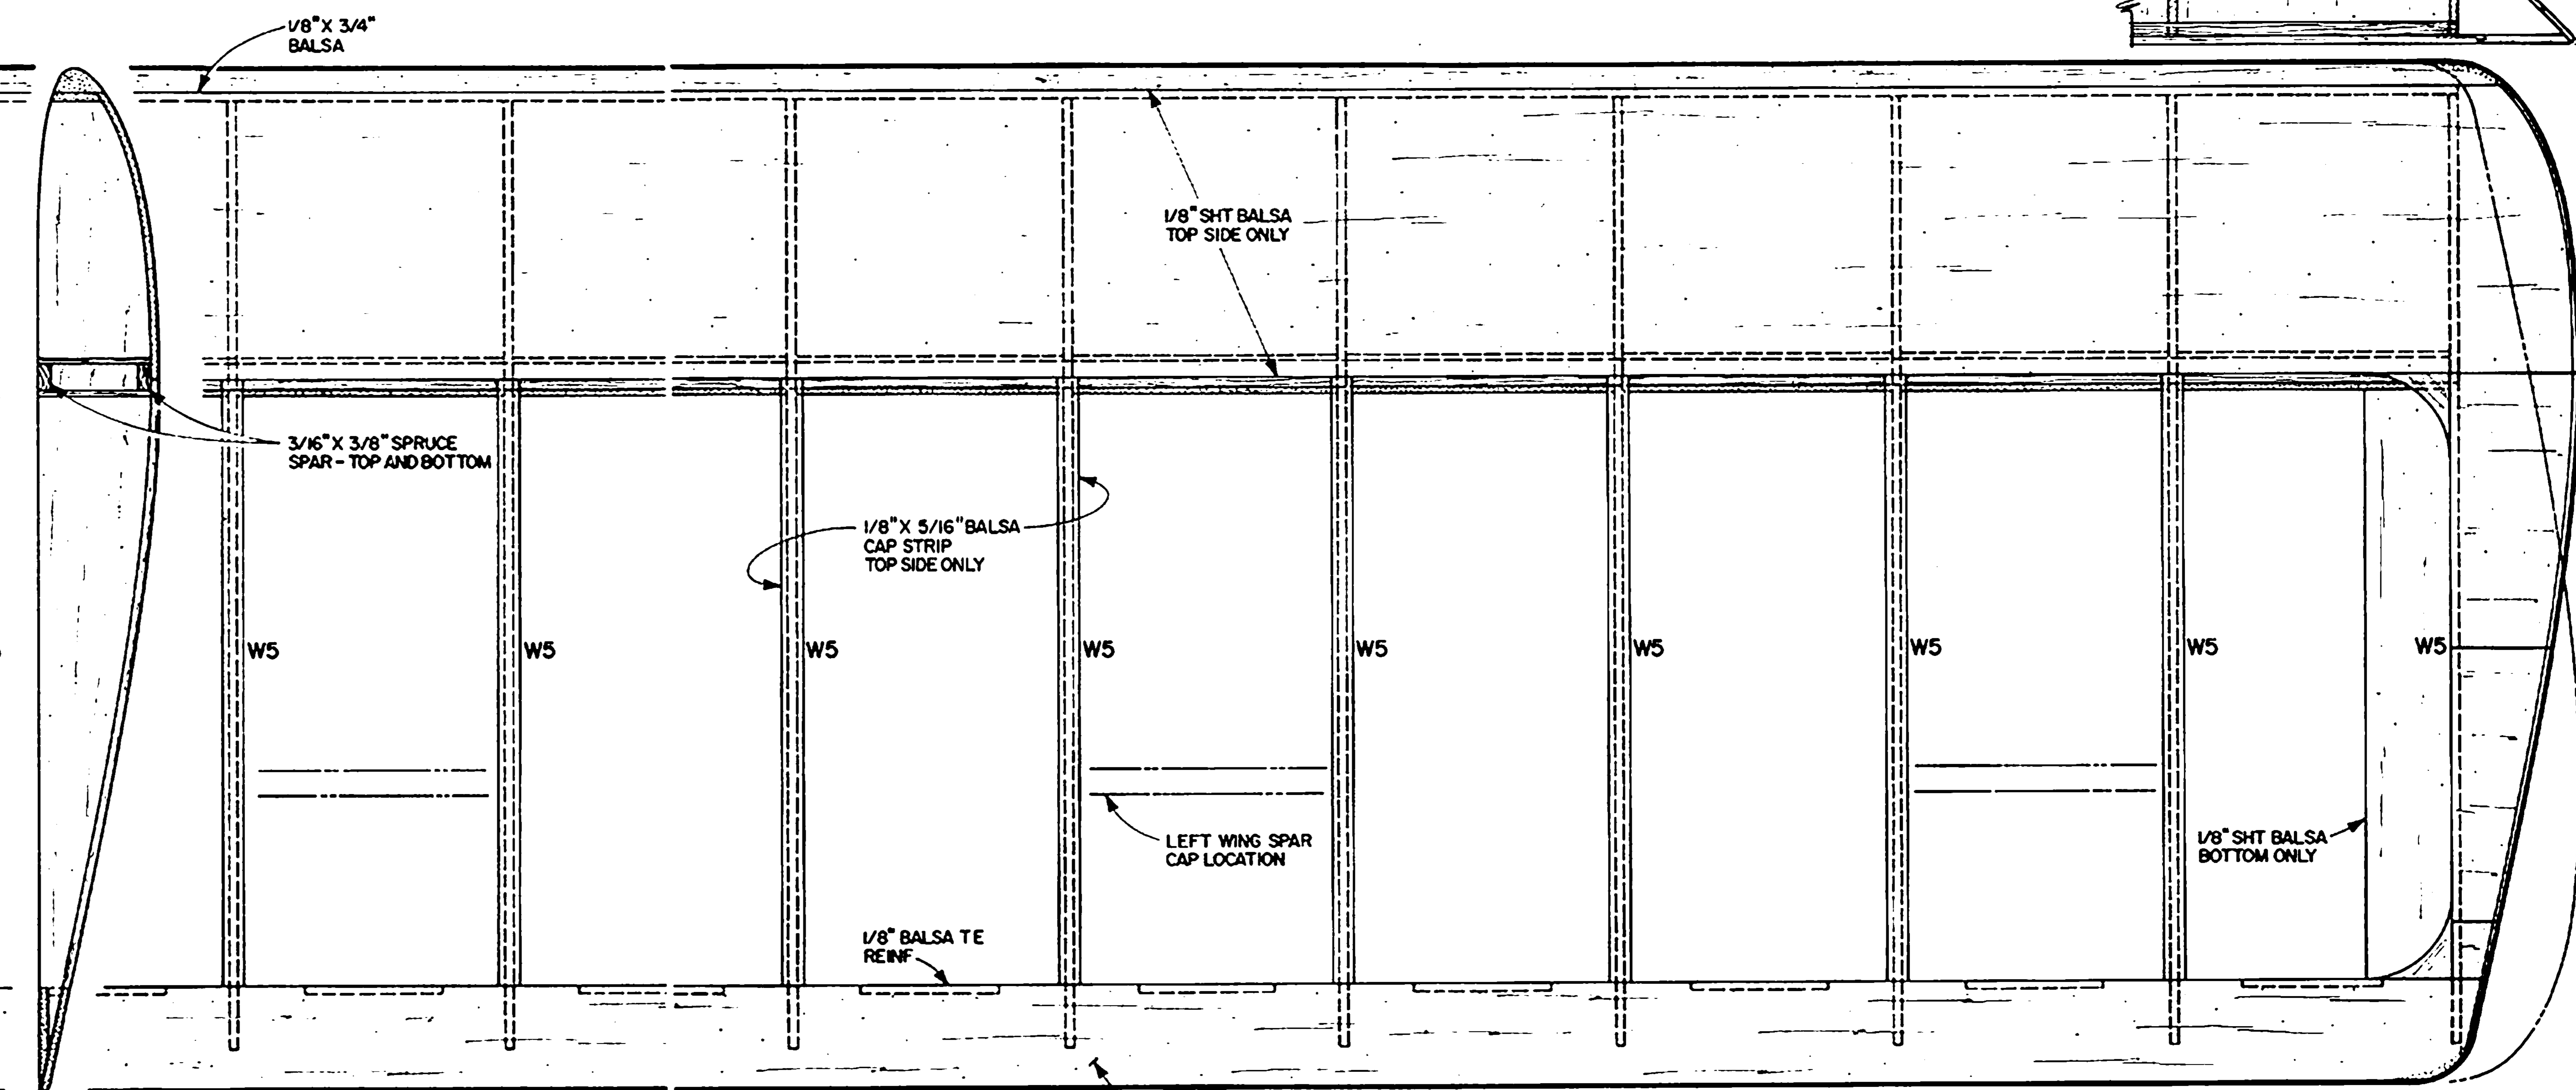 1/8" X 3/4"
BALSA
1/8" SHT BALSA
TOP SIDE ONLY
3/16" X 3/8" SPRUCE
SPAR - TOP AND BOTTOM
1/8" X 5/16" BALSA
CAP STRIP
TOP SIDE ONLY
W5
W5
W5
W5
W5
W5
W5
W5
W5
LEFT WING SPAR
CAP LOCATION
1/8" SHT BALSA
BOTTOM ONLY
1/8" BALSA TE
REINF